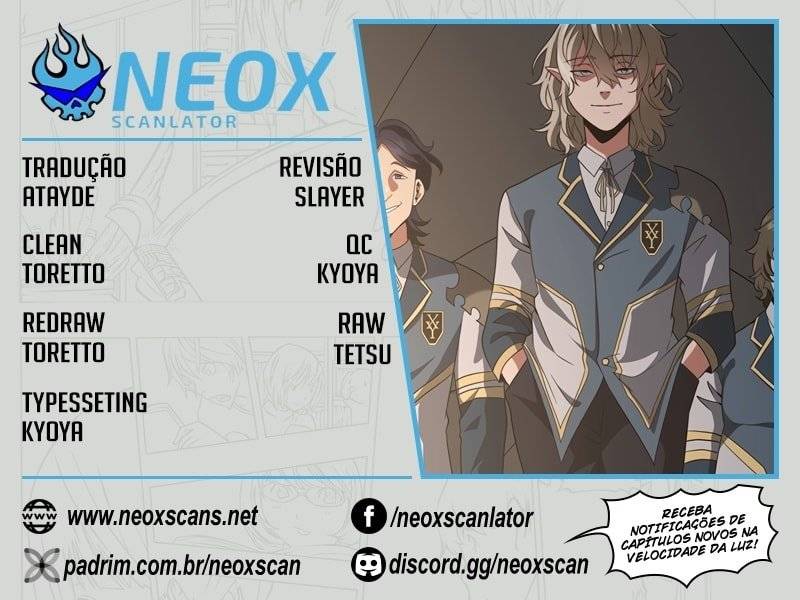 NEOX
SCANLATOR
TRADUÇÃO
ATAYDE
REVISÃO
SLAYER
CLEAN
TORETTO
QC
KYOYA
REDRAW
TORETTO
RAW
TETSU
TYPESSETING
KYOYA
www
www.neoxscans.net
padrim.com.br/neoxscan
f
/neoxscanlator
discord.gg/neoxscan
RECEBA
NOTIFICAÇÕES DE
CAPÍTULOS NOVOS NA
VELOCIDADE DA LUZ!